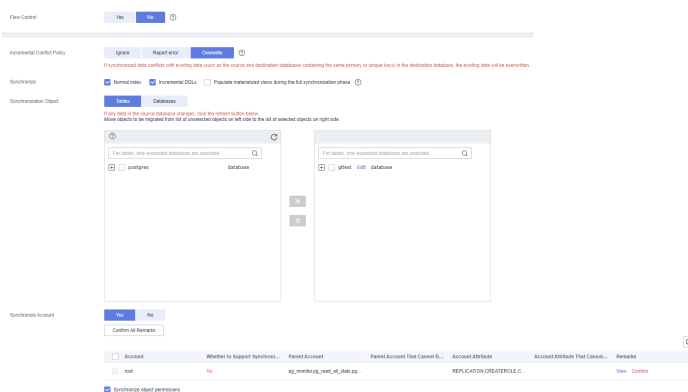 Flow Control Yes No
Incremental Conflict Policy Ignore Report error Overwrite
If synchronized data conflicts with existing data (such as the source and destination databases containing the same primary or unique keys) in the destination database, the existing data will be overwritten.
Synchronize Normal index Incremental DDLs Populate materialized views during the full synchronization phase
Synchronization Object Tables Databases
If any data in the source database changes, click the refresh button below.
Move objects to be migrated from list of unselected objects on left side to the list of selected objects on right side.
For tables, only expanded databases are searched. For tables, only expanded databases are searched.
postgres database gltest Edit database
Synchronize Account Yes No
Confirm All Remarks
Account Whether to Support Synchroni... Parent Account Parent Account That Cannot B... Account Attribute Account Attribute That Cannot... Remarks
root No pg_monitor,pg_read_all_stats,pg... REPLICATION,CREATEROLE,C... View Confirm
Synchronize object permissions